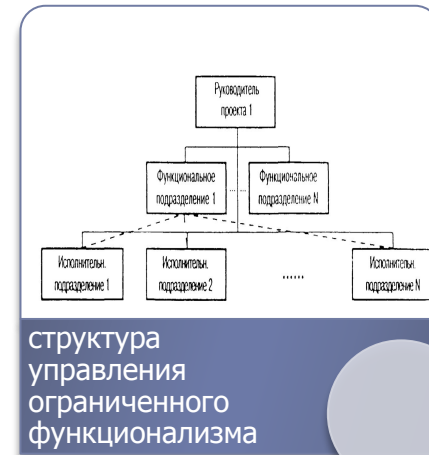 Руководитель
проекта 1
Функциональное
подразделение 1
Функциональное
подразделение N
Исполнительн.
подразделение 1
Исполнительн.
подразделение 2
......
Исполнительн.
подразделение N
структура
управления
ограниченного
функционализма